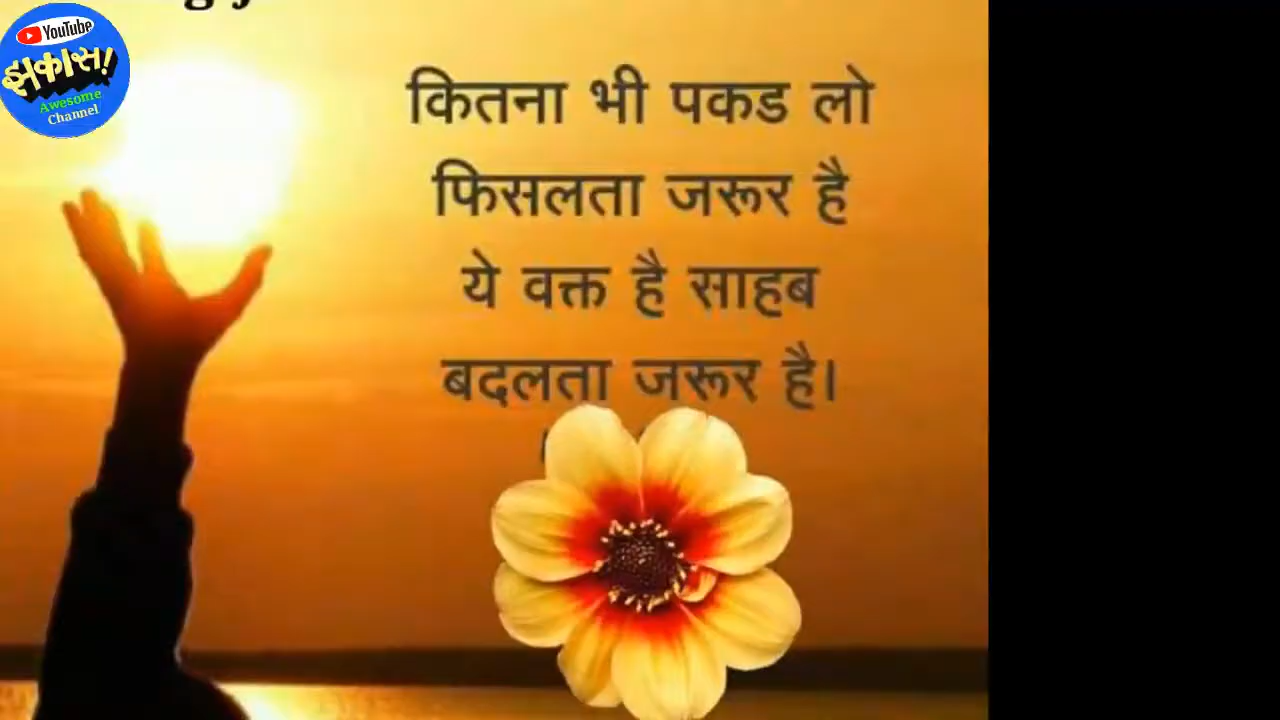 YouTube
झकास!
Awesome
Channel
कितना भी पकड लो
फिसलता जरूर है
ये वक्त है साहब
बदलता जरूर है।